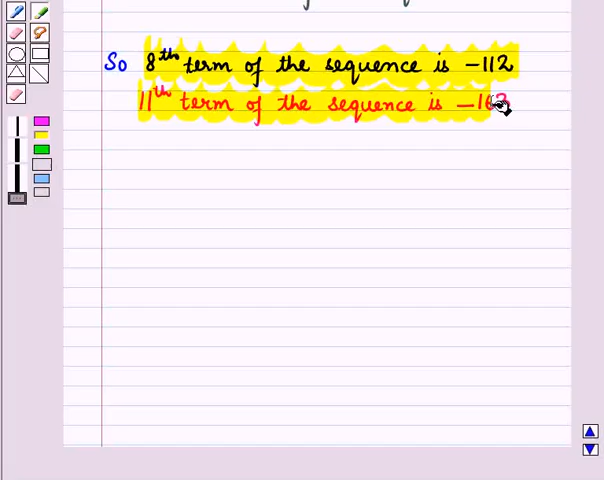 So 8th term of the sequence is -112
11th term of the sequence is